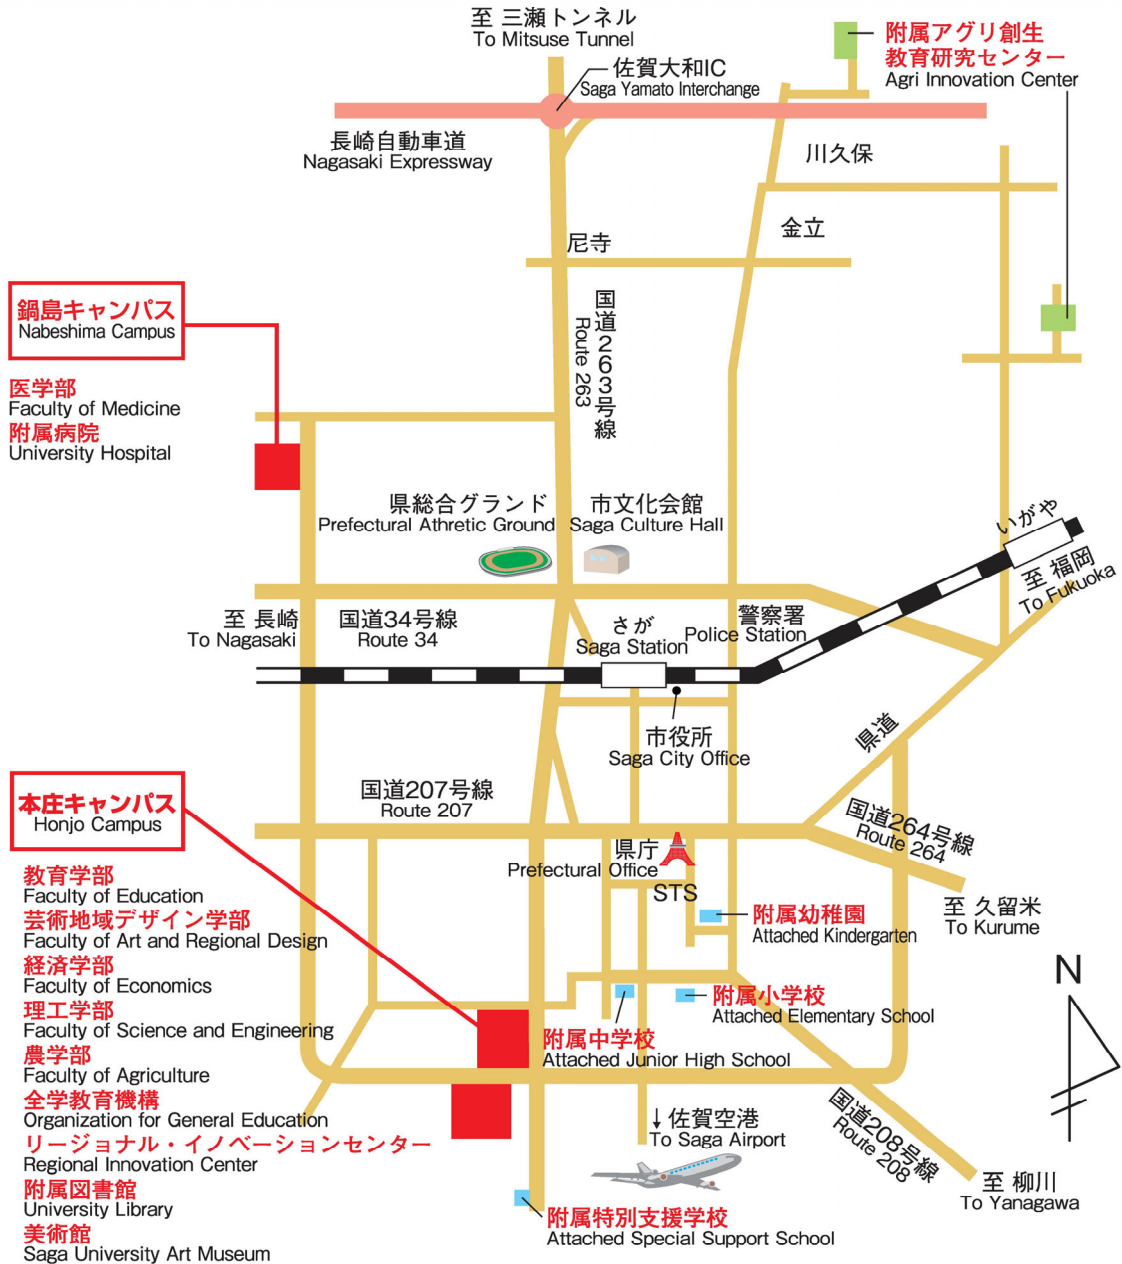 至 三瀬トンネル
To Mitsuse Tunnel
附属アグリ創生
教育研究センター
Agri Innovation Center
佐賀大和IC
Saga Yamato Interchange
長崎自動車道
Nagasaki Expressway
川久保
金立
尼寺
国道263号線
Route 263
鍋島キャンパス
Nabeshima Campus
医学部
Faculty of Medicine
附属病院
University Hospital
県総合グランド
Prefectural Athretic Ground
市文化会館
Saga Culture Hall
いがや
至 福岡
To Fukuoka
至 長崎
To Nagasaki
国道34号線
Route 34
さが
Saga Station
警察署
Police Station
市役所
Saga City Office
県道
国道207号線
Route 207
国道264号線
Route 264
県庁
Prefectural Office
STS
至 久留米
To Kurume
附属幼稚園
Attached Kindergarten
N
附属小学校
Attached Elementary School
附属中学校
Attached Junior High School
本庄キャンパス
Honjo Campus
教育学部
Faculty of Education
芸術地域デザイン学部
Faculty of Art and Regional Design
経済学部
Faculty of Economics
理工学部
Faculty of Science and Engineering
農学部
Faculty of Agriculture
全学教育機構
Organization for General Education
リージョナル・イノベーションセンター
Regional Innovation Center
附属図書館
University Library
美術館
Saga University Art Museum
↓佐賀空港
To Saga Airport
国道208号線
Route 208
至 柳川
To Yanagawa
附属特別支援学校
Attached Special Support School